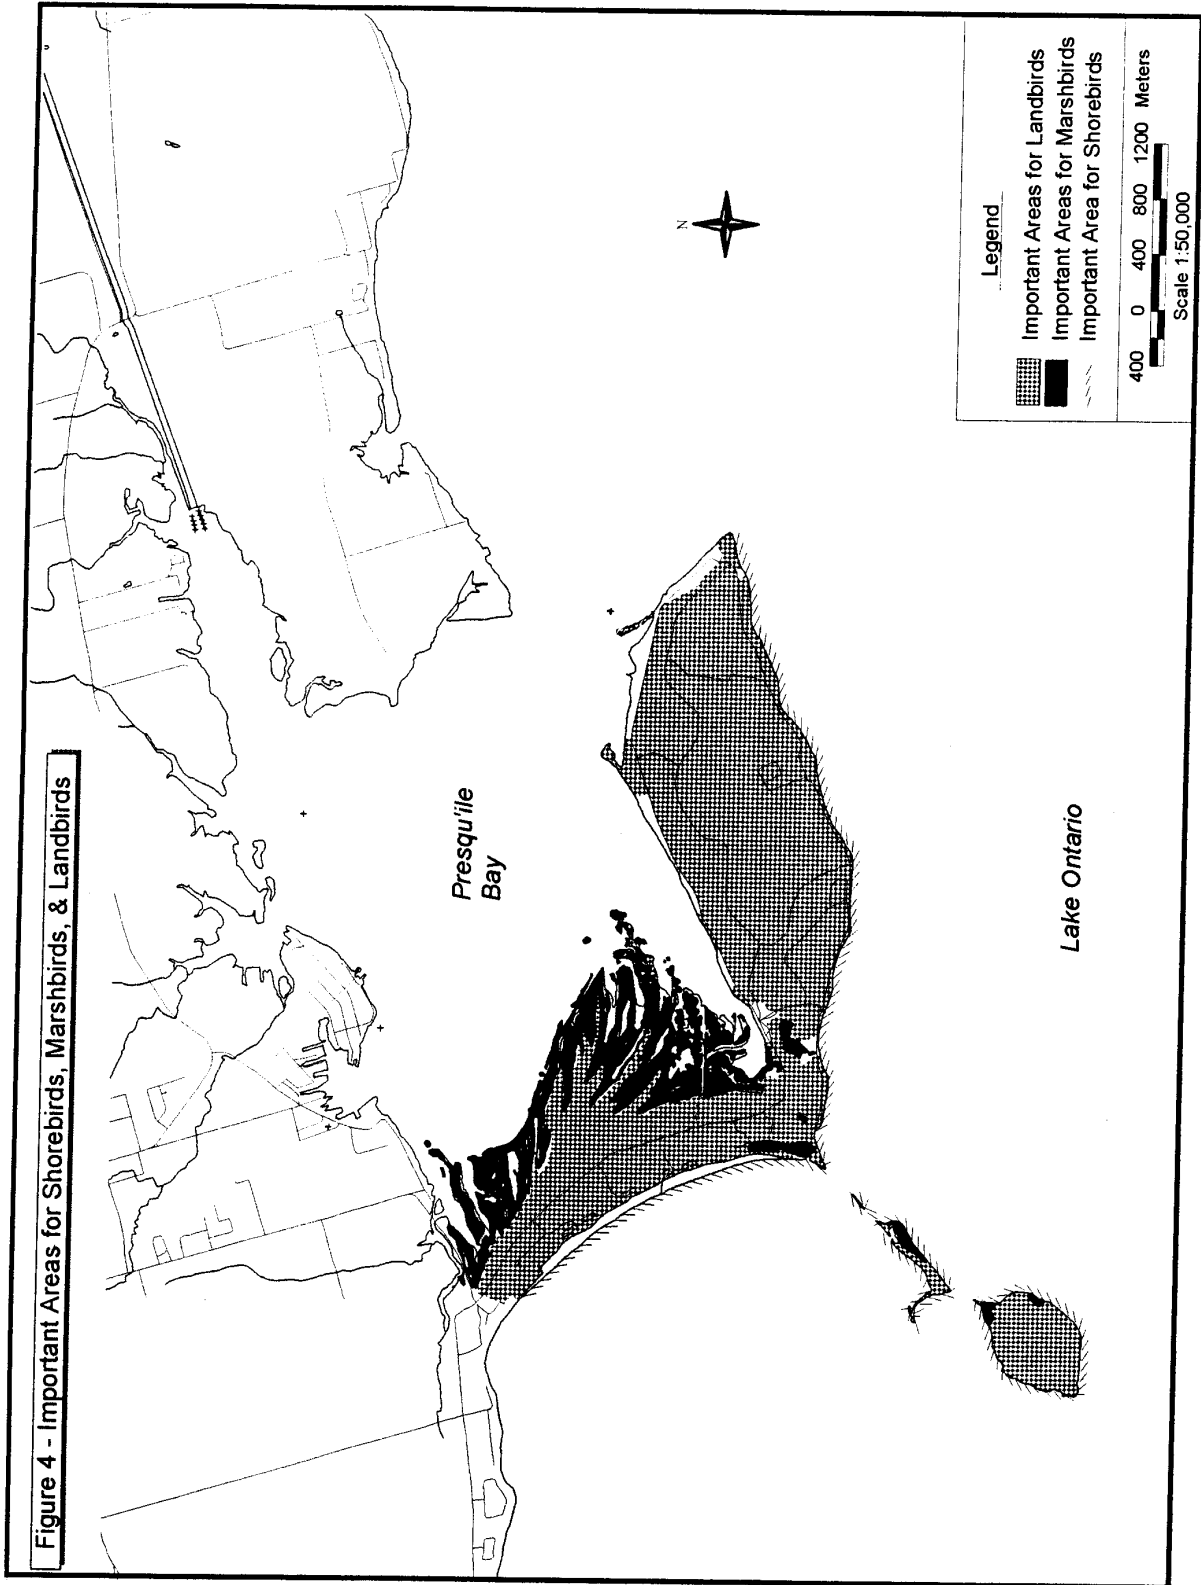 Figure 4 - Important Areas for Shorebirds, Marshbirds, & Landbirds
Presqu'ile
Bay
N
Lake Ontario
Legend
Important Areas for Landbirds
Important Areas for Marshbirds
Important Area for Shorebirds
400 0 400 800 1200 Meters
Scale 1:50,000